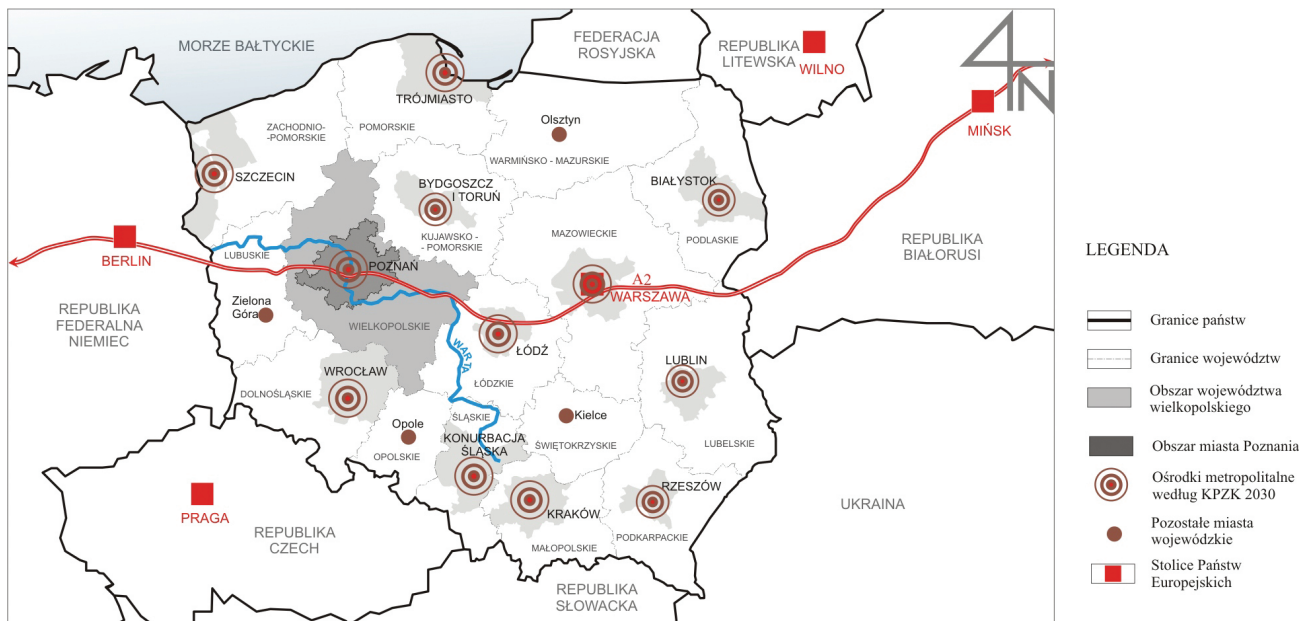 MORZE BAŁTYCKIE
FEDERACJA
ROSYJSKA
REPUBLIKA
LITEWSKA
WILNO
4
IN
MIŃSK
TRÓJMIASTO
ZACHODNIO-
-POMORSKIE
POMORSKIE
Olsztyn
WARMIŃSKO - MAZURSKIE
SZCZECIN
BYDGOSZCZ
I TORUŃ
BIAŁYSTOK
KUJAWSKO -
- POMORSKIE
MAZOWIECKIE
PODLASKIE
REPUBLIKA
BIAŁORUSI
BERLIN
LUBUSKIE
POZNAŃ
A2
WARSZAWA
REPUBLIKA
FEDERALNA
NIEMIEC
Zielona
Góra
WIELKOPOLSKIE
WARTA
ŁÓDŹ
LUBLIN
WROCŁAW
DOLNOŚLĄSKIE
ŁÓDZKIE
Opole
OPOLSKIE
ŚLĄSKIE
KONURBACJA
ŚLĄSKA
Kielce
ŚWIĘTOKRZYSKIE
LUBELSKIE
PRAGA
REPUBLIKA
CZECH
KRAKÓW
MAŁOPOLSKIE
RZESZÓW
PODKARPACKIE
UKRAINA
REPUBLIKA
SŁOWACKA
LEGENDA
Granice państw
Granice województw
Obszar województwa
wielkopolskiego
Obszar miasta Poznania
Ośrodki metropolitalne
według KPZK 2030
Pozostałe miasta
wojewódzkie
Stolice Państw
Europejskich